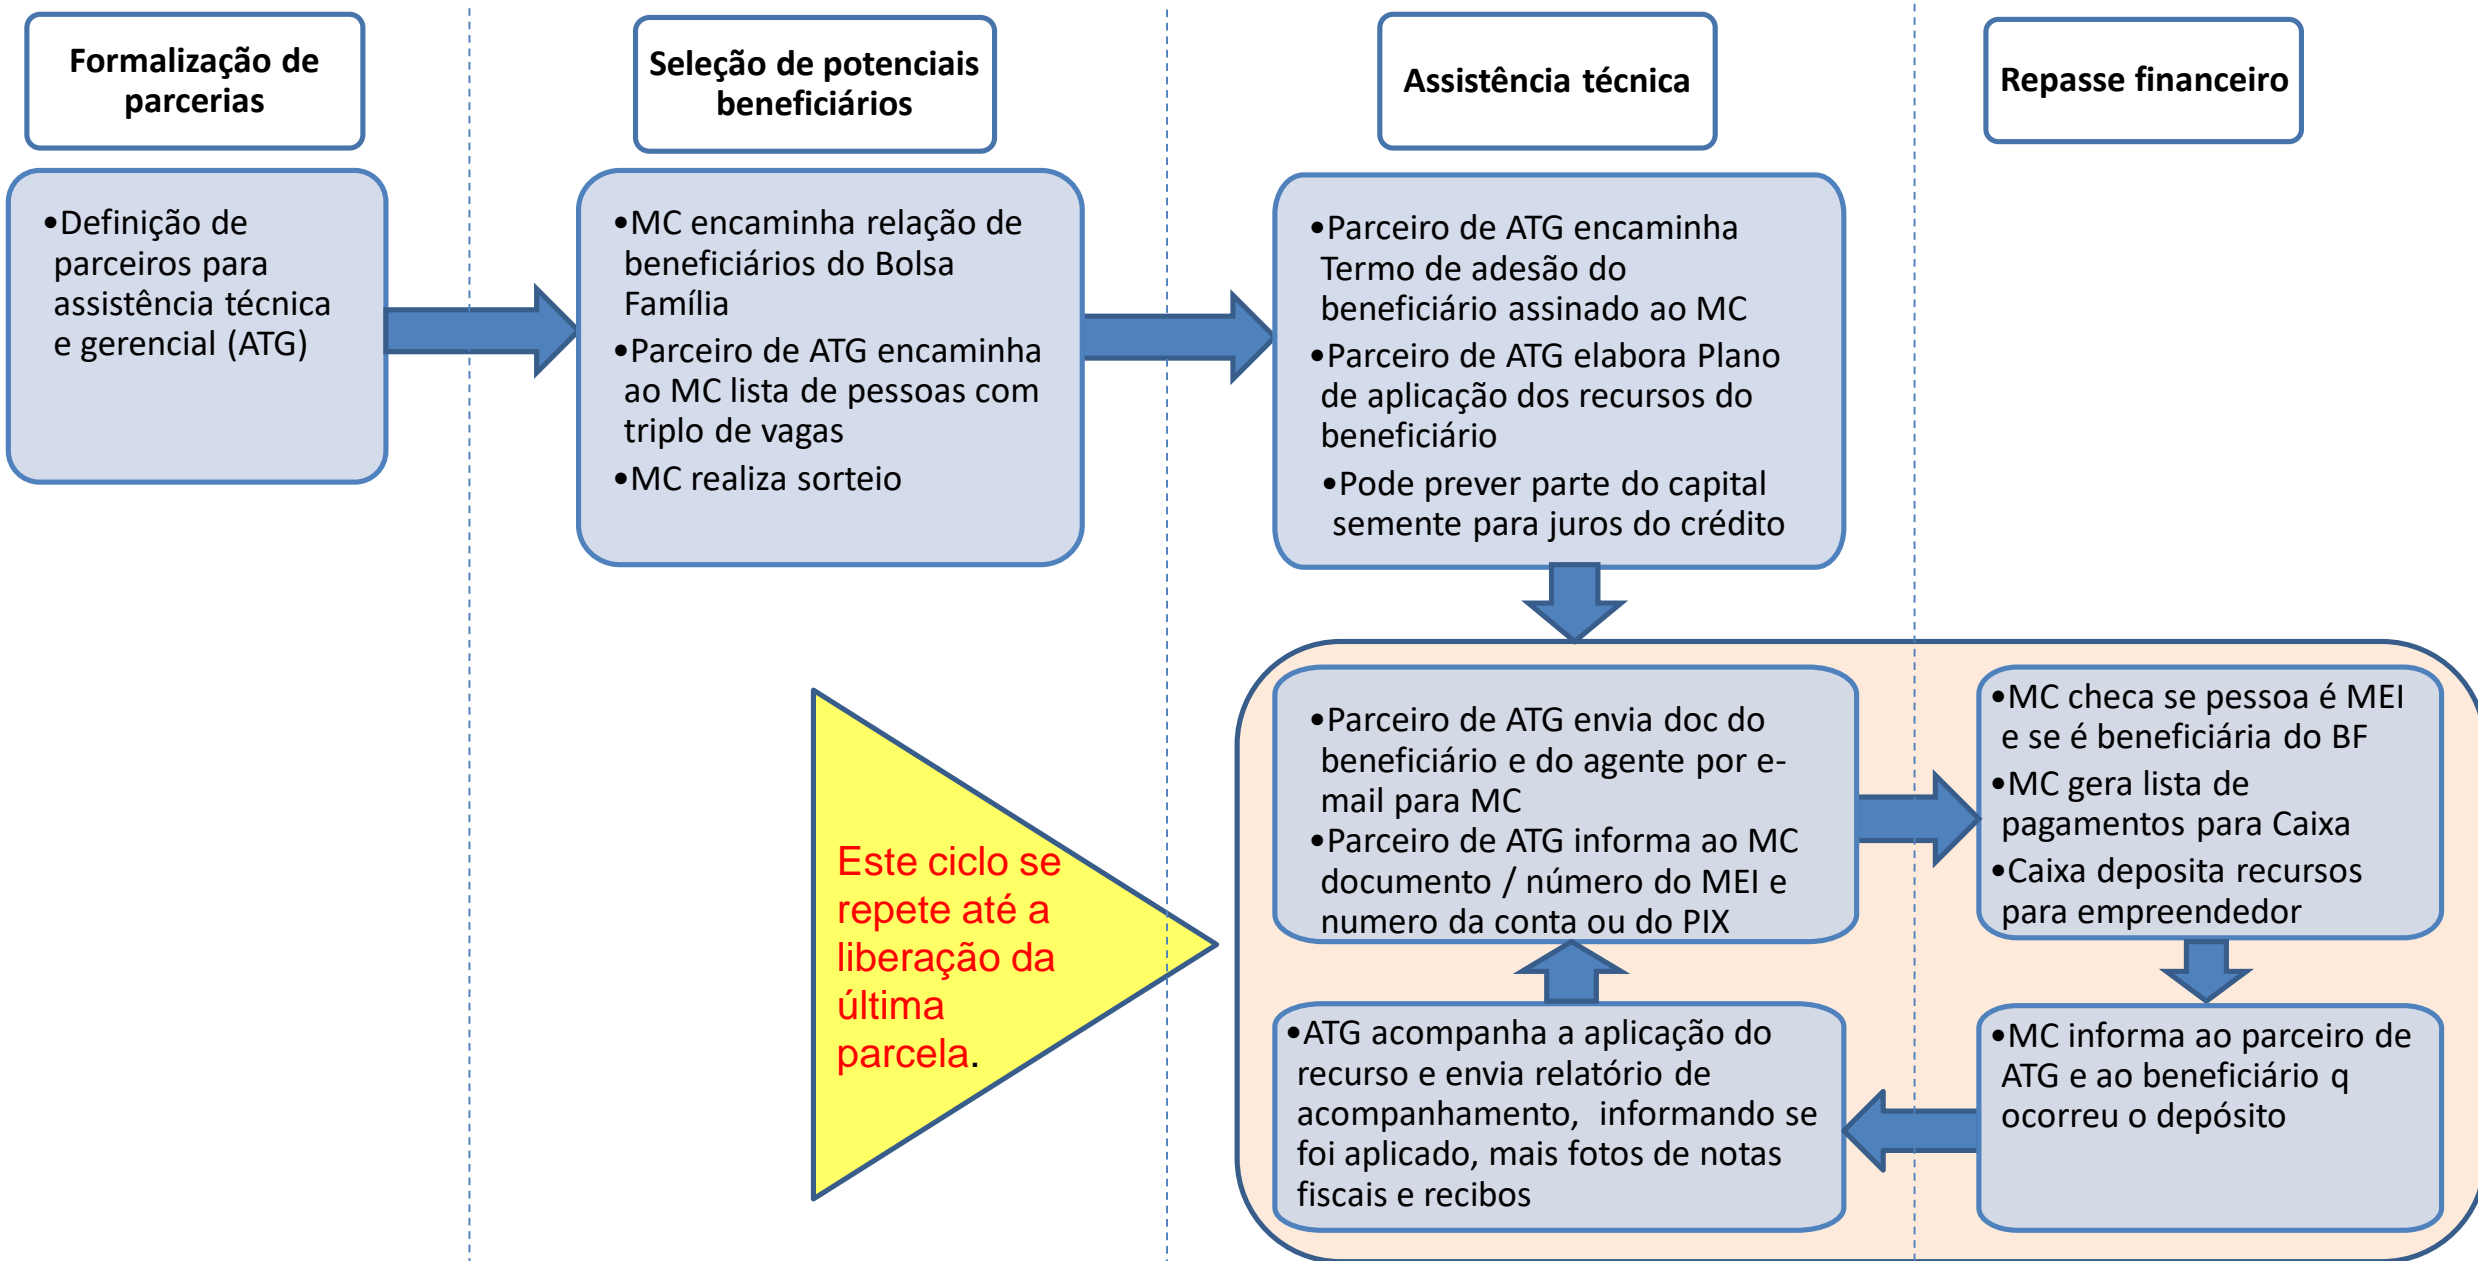 Formalização de
parcerias
Seleção de potenciais
beneficiários
Assistência técnica
Repasse financeiro
•Definição de
parceiros para
assistência técnica
e gerencial (ATG)
•MC encaminha relação de
beneficiários do Bolsa
Família
•Parceiro de ATG encaminha
ao MC lista de pessoas com
triplo de vagas
•MC realiza sorteio
•Parceiro de ATG encaminha
Termo de adesão do
beneficiário assinado ao MC
•Parceiro de ATG elabora Plano
de aplicação dos recursos do
beneficiário
•Pode prever parte do capital
semente para juros do crédito
Este ciclo se
repete até a
liberação da
última
parcela.
•Parceiro de ATG envia doc do
beneficiário e do agente por e-
mail para MC
•Parceiro de ATG informa ao MC
documento / número do MEI e
numero da conta ou do PIX
•MC checa se pessoa é MEI
e se é beneficiária do BF
•MC gera lista de
pagamentos para Caixa
•Caixa deposita recursos
para empreendedor
•ATG acompanha a aplicação do
recurso e envia relatório de
acompanhamento, informando se
foi aplicado, mais fotos de notas
fiscais e recibos
•MC informa ao parceiro de
ATG e ao beneficiário q
ocorreu o depósito